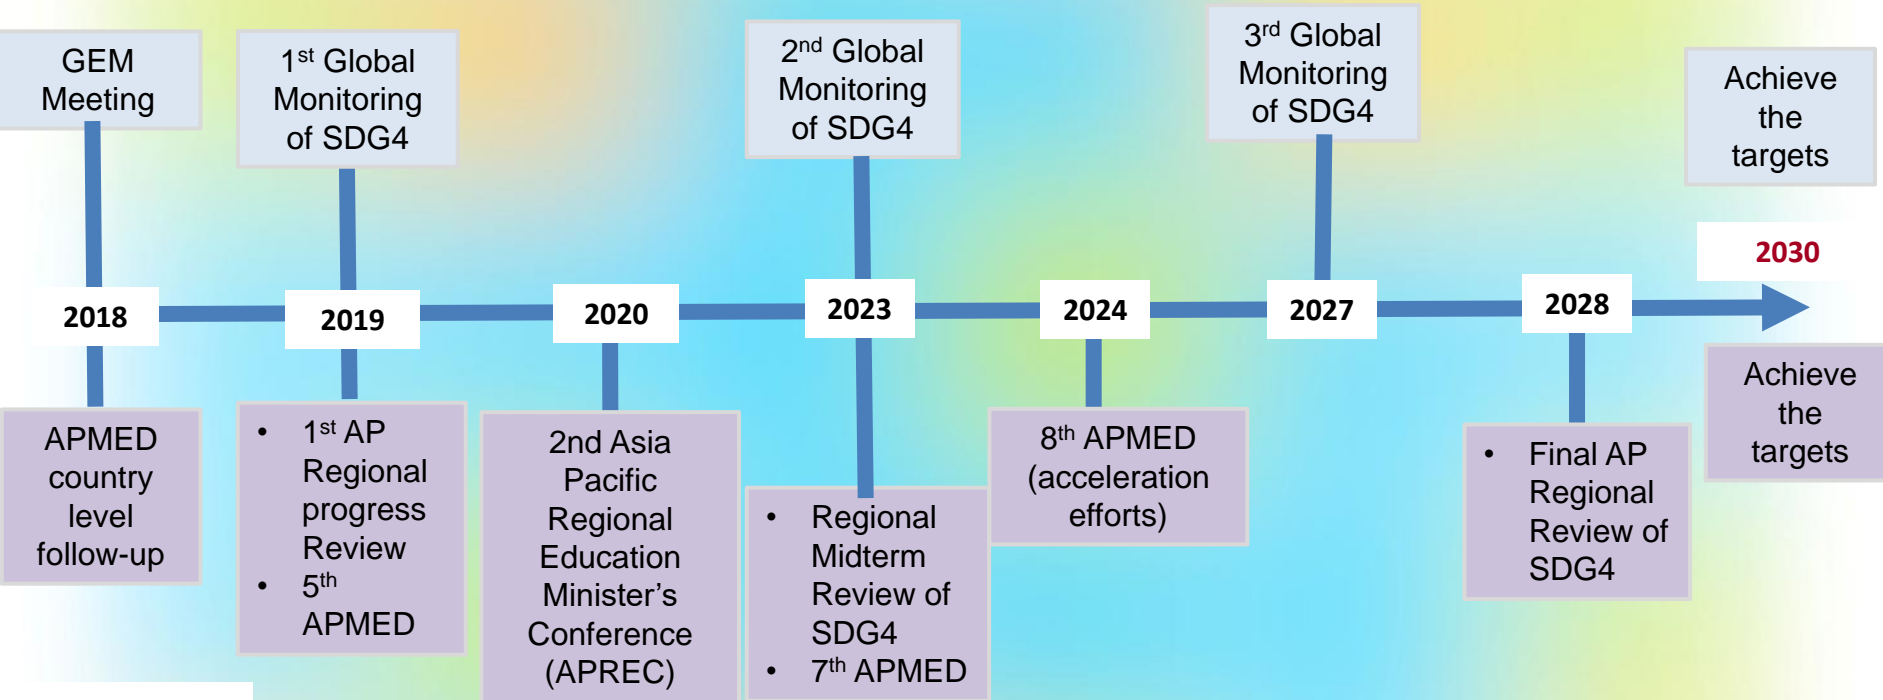 GEM
Meeting
1st Global
Monitoring
of SDG4
2nd Global
Monitoring
of SDG4
3rd Global
Monitoring
of SDG4
Achieve
the
targets
2018
2019
2020
2023
2024
2027
2028
2030
APMED
country
level
follow-up
• 1st AP
Regional
progress
Review
• 5th
APMED
2nd Asia
Pacific
Regional
Education
Minister’s
Conference
(APREC)
• Regional
Midterm
Review of
SDG4
• 7th APMED
8th APMED
(acceleration
efforts)
• Final AP
Regional
Review of
SDG4
Achieve
the
targets